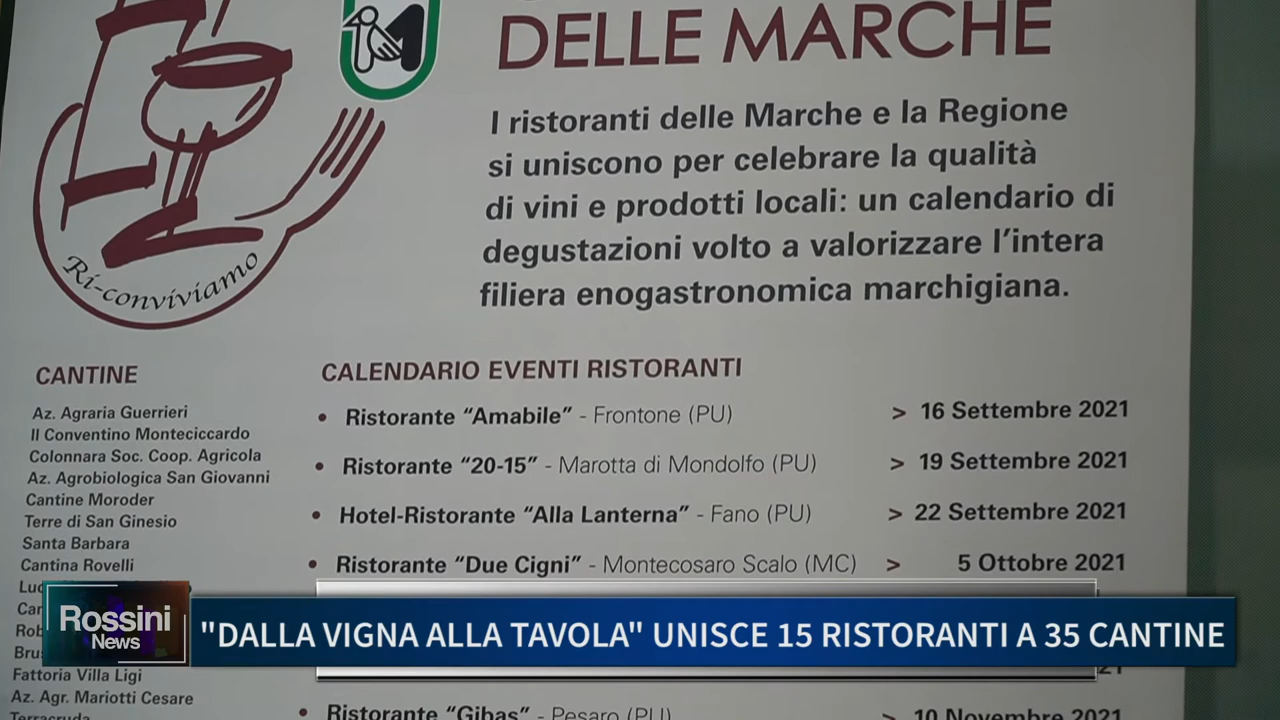 DELLE MARCHE
I ristoranti delle Marche e la Regione
si uniscono per celebrare la qualità
di vini e prodotti locali: un calendario di
degustazioni volto a valorizzare l'intera
filiera enogastronomica marchigiana.
Ri-conviviamo
CANTINE
Az. Agraria Guerrieri
Il Conventino Monteciccardo
Colonnara Soc. Coop. Agricola
Az. Agrobiologica San Giovanni
Cantine Moroder
Terre di San Ginesio
Santa Barbara
Cantina Rovelli
Fattoria Villa Ligi
Az. Agr. Mariotti Cesare
Terracruda
CALENDARIO EVENTI RISTORANTI
• Ristorante "Amabile" - Frontone (PU) > 16 Settembre 2021
• Ristorante "20-15" - Marotta di Mondolfo (PU) > 19 Settembre 2021
• Hotel-Ristorante "Alla Lanterna" - Fano (PU) > 22 Settembre 2021
• Ristorante "Due Cigni" - Montecosaro Scalo (MC) > 5 Ottobre 2021
• Ristorante "Gibas" - Pesaro (PU) > 10 Novembre 2021
Rossini
News
"DALLA VIGNA ALLA TAVOLA" UNISCE 15 RISTORANTI A 35 CANTINE